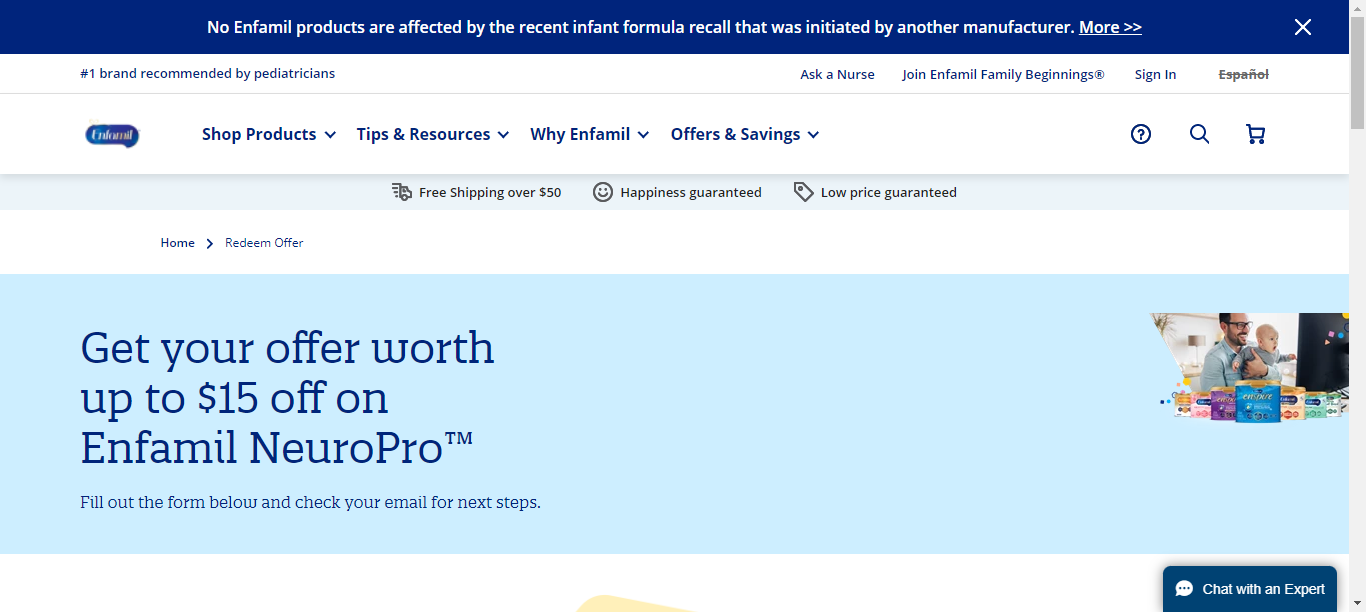 No Enfamil products are affected by the recent infant formula recall that was initiated by another manufacturer. More >>
#1 brand recommended by pediatricians
Ask a Nurse
Join Enfamil Family Beginnings®
Sign In
Español
Enfamil
Shop Products
Tips & Resources
Why Enfamil
Offers & Savings
Free Shipping over $50
Happiness guaranteed
Low price guaranteed
Home
Redeem Offer
Get your offer worth
up to $15 off on
Enfamil NeuroPro™
enspire
Fill out the form below and check your email for next steps.
Chat with an Expert